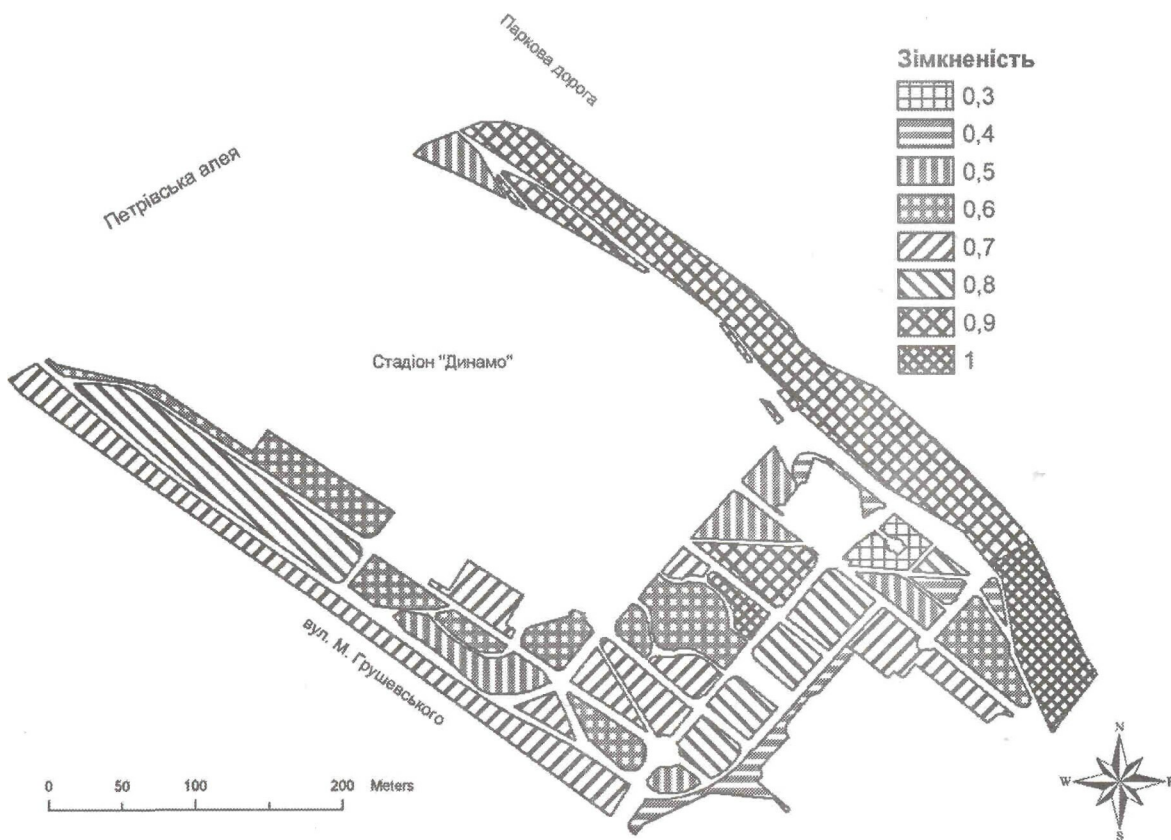 Паркова дорога
Петрівська алея
Зімкненість
0,3
0,4
0,5
0,6
0,7
0,8
0,9
1
Стадіон "Динамо"
вул. М. Грушевського
0 50 100 200 Meters
N
W E
S